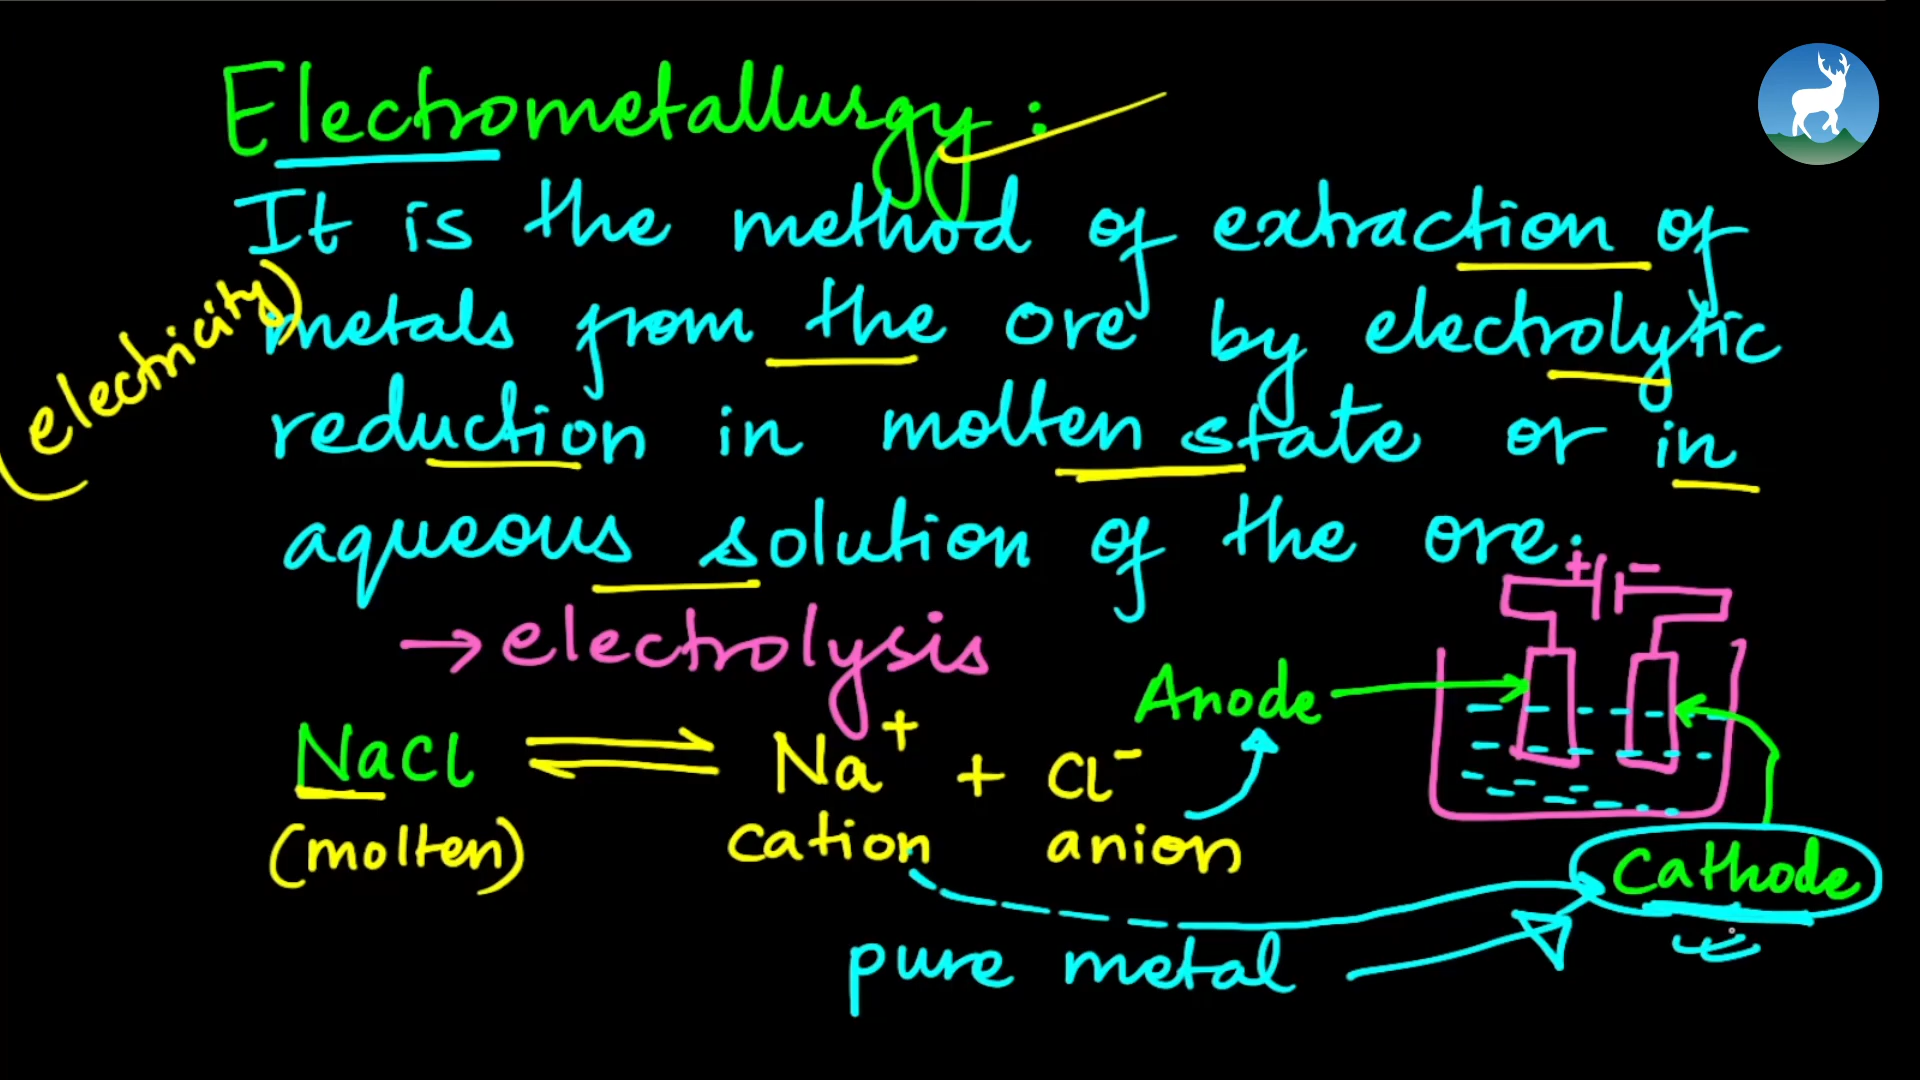 Electrometallurgy:
It is the method of extraction of
(electricity)
metals from the ore by electrolytic
reduction in molten state or in
aqueous solution of the ore.
+ -
→ electrolysis
Anode
NaCl ⇌ Na⁺ + Cl⁻
(molten) cation anion
Cathode
pure metal